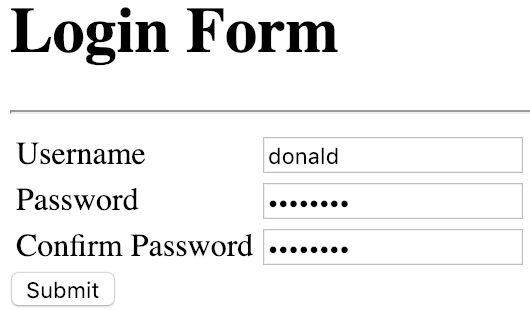 Login Form
Username donald
Password ••••••••
Confirm Password ••••••••
Submit